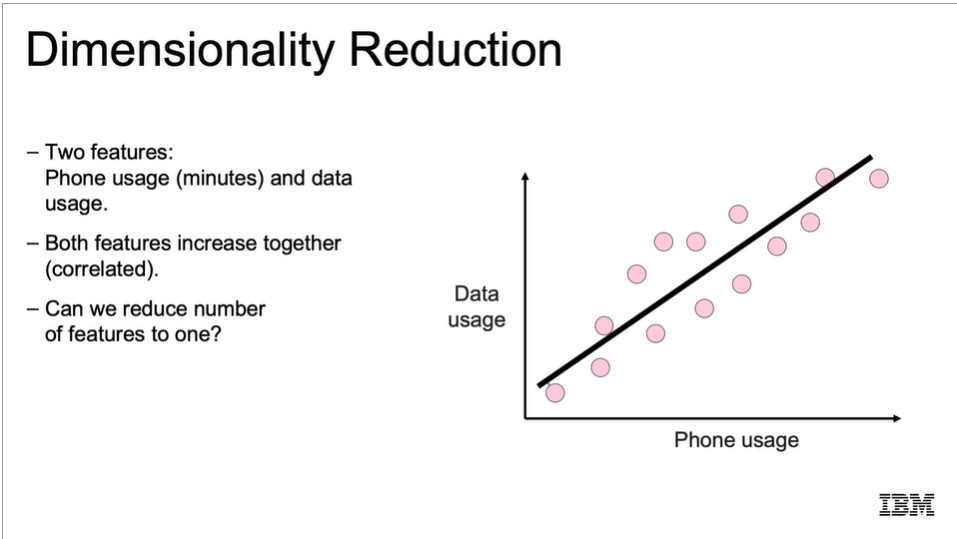 Dimensionality Reduction
– Two features:
Phone usage (minutes) and data
usage.
– Both features increase together
(correlated).
– Can we reduce number
of features to one?
Data
usage
Phone usage
IBM